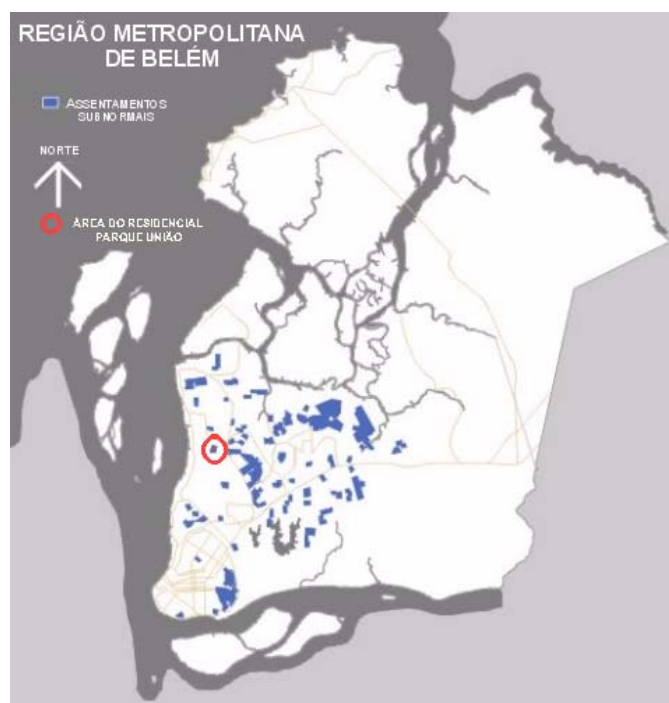 REGIÃO METROPOLITANA
DE BELÉM
ASSENTAMENTOS
SUBNORMAIS
NORTE
ÁREA DO RESIDENCIAL
PARQUE UNIÃO